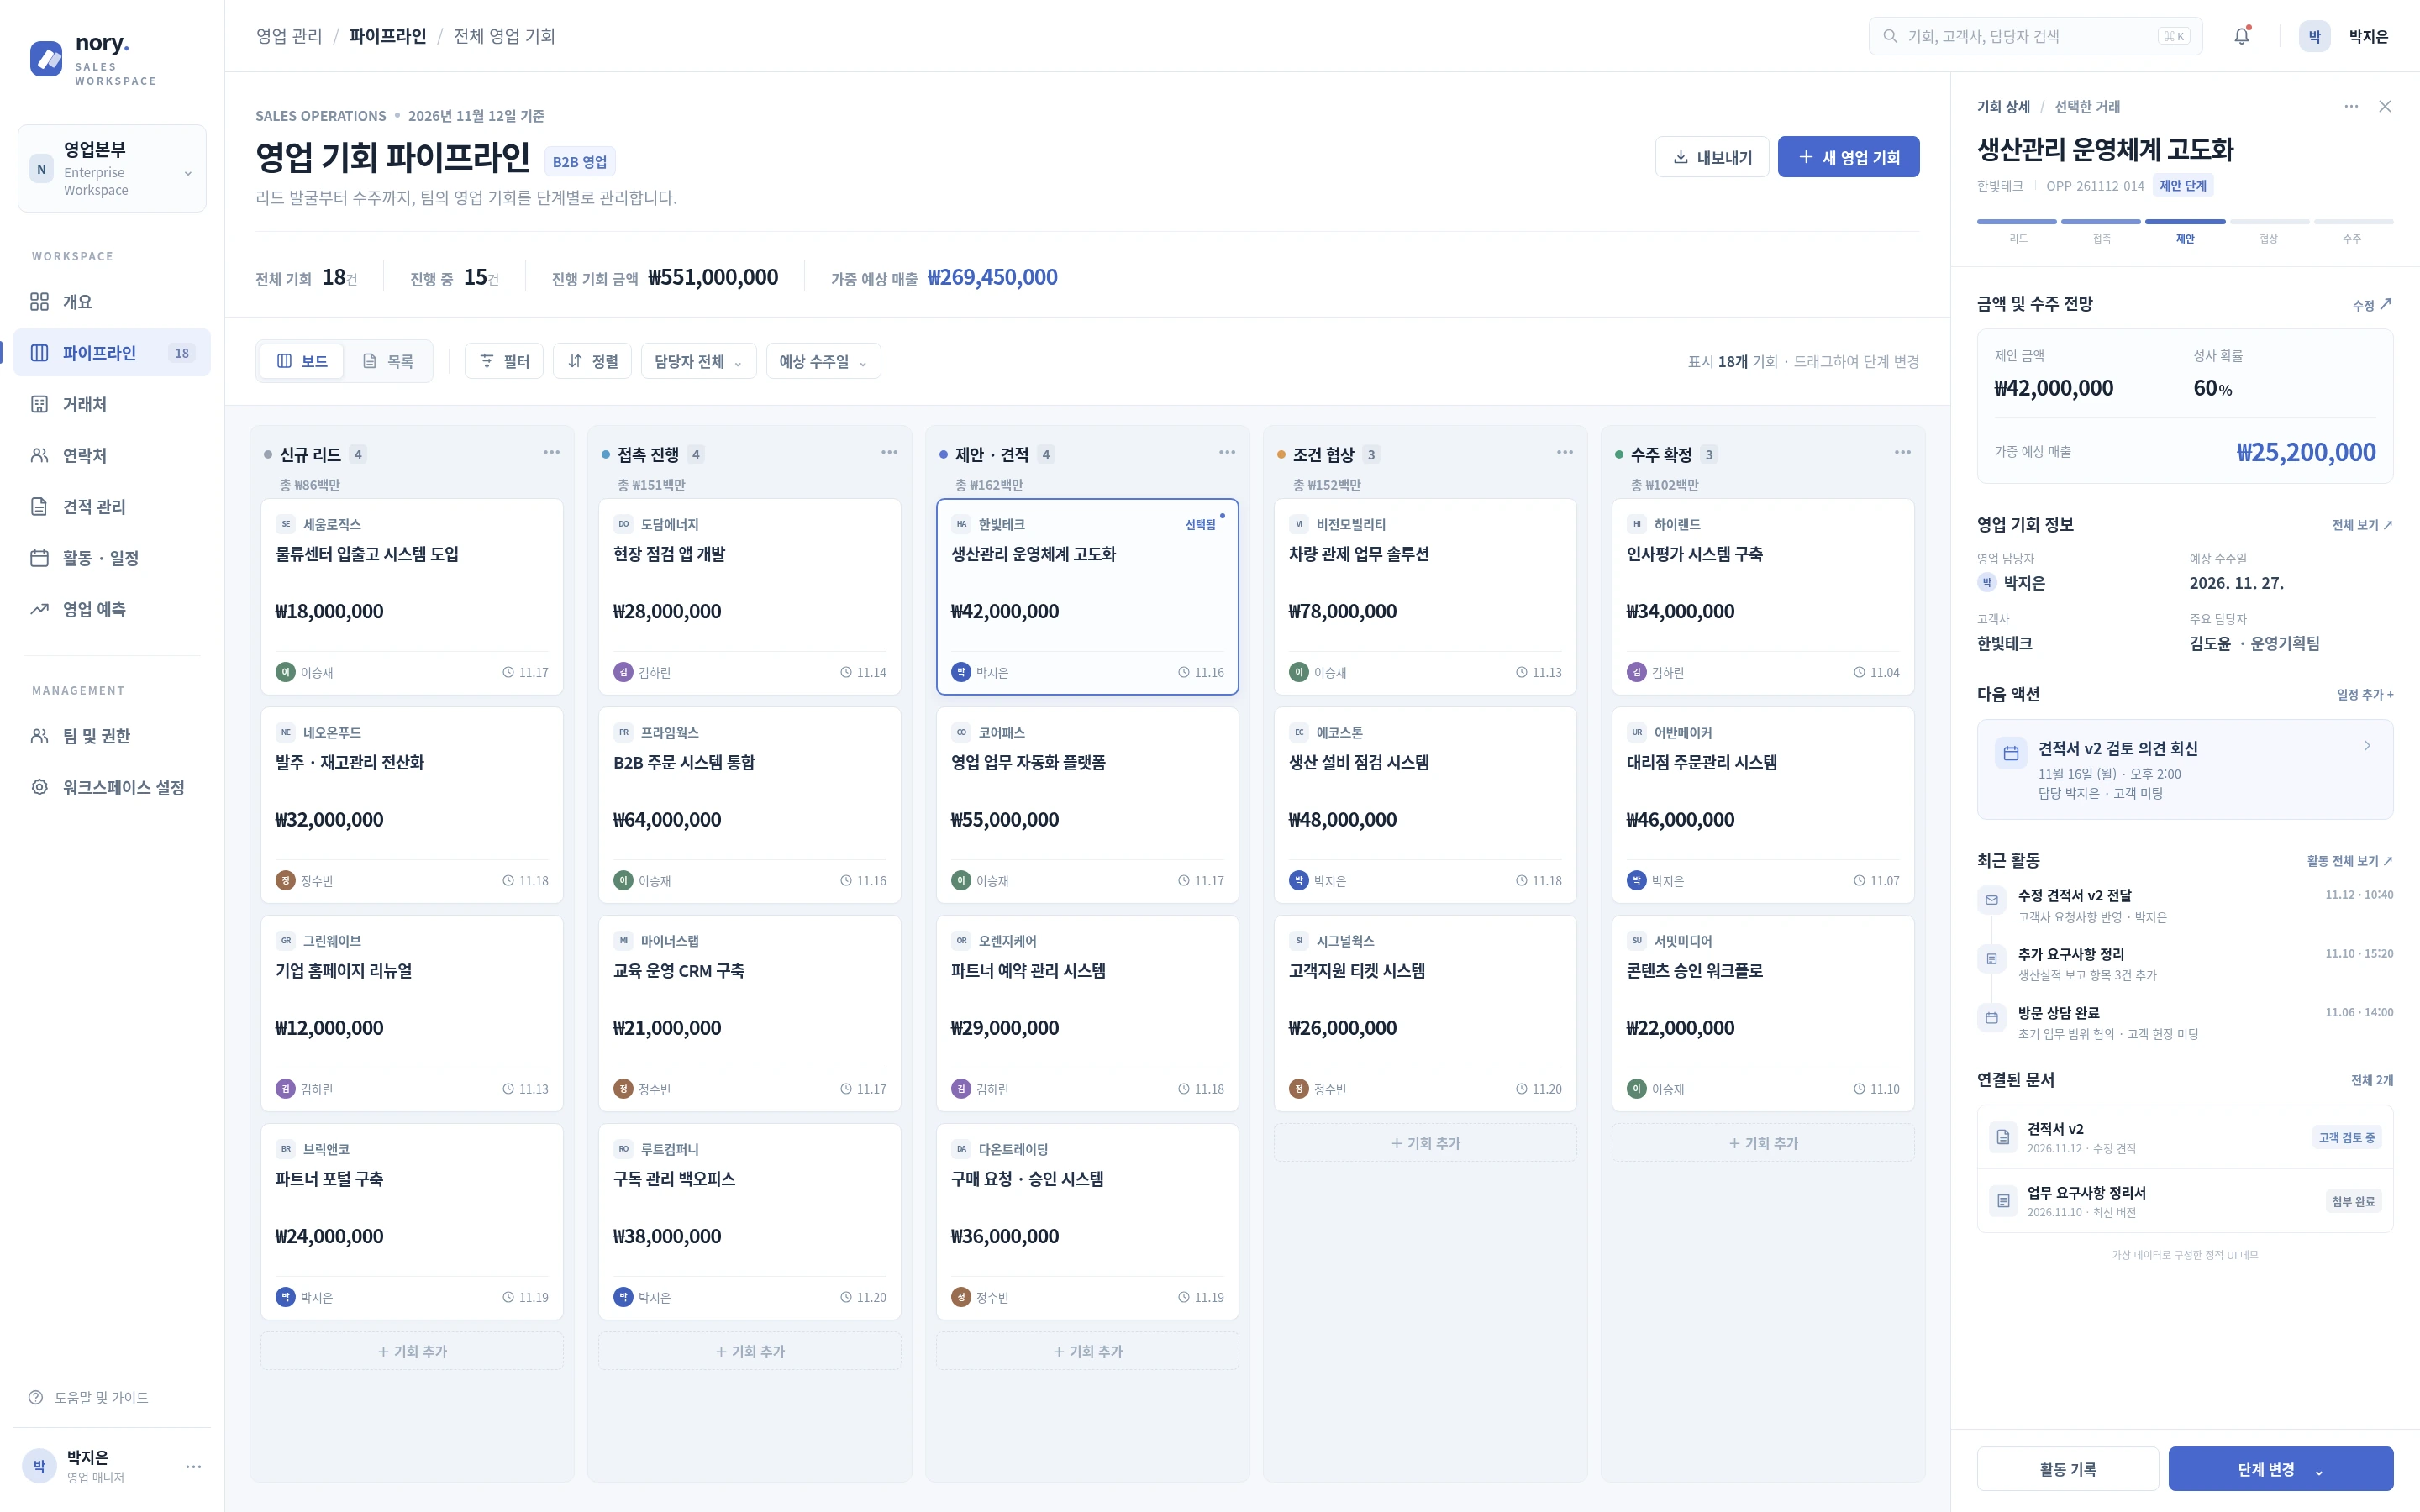 nory.
SALES
WORKSPACE
N
영업본부
Enterprise
Workspace
WORKSPACE
개요
파이프라인 18
거래처
연락처
견적 관리
활동 · 일정
영업 예측
MANAGEMENT
팀 및 권한
워크스페이스 설정
도움말 및 가이드
박
박지은
영업 매니저
영업 관리 / 파이프라인 / 전체 영업 기회
기회, 고객사, 담당자 검색 ⌘ K
박 박지은
SALES OPERATIONS • 2026년 11월 12일 기준
영업 기회 파이프라인 B2B 영업
리드 발굴부터 수주까지, 팀의 영업 기회를 단계별로 관리합니다.
내보내기
+ 새 영업 기회
전체 기회 18건
진행 중 15건
진행 기회 금액 ₩551,000,000
가중 예상 매출 ₩269,450,000
보드 목록 필터 정렬 담당자 전체 예상 수주일
표시 18개 기회 · 드래그하여 단계 변경
신규 리드 4
총 ₩86백만
SE 세움로직스
물류센터 입출고 시스템 도입
₩18,000,000
이 이승재 11.17
NE 네오온푸드
발주 · 재고관리 전산화
₩32,000,000
정 정수빈 11.18
GR 그린웨이브
기업 홈페이지 리뉴얼
₩12,000,000
김 김하린 11.13
BR 브릭앤코
파트너 포털 구축
₩24,000,000
박 박지은 11.19
+ 기회 추가
접촉 진행 4
총 ₩151백만
DO 도담에너지
현장 점검 앱 개발
₩28,000,000
김 김하린 11.14
PR 프라임웍스
B2B 주문 시스템 통합
₩64,000,000
이 이승재 11.16
MI 마이너스랩
교육 운영 CRM 구축
₩21,000,000
정 정수빈 11.17
RO 루트컴퍼니
구독 관리 백오피스
₩38,000,000
박 박지은 11.20
+ 기회 추가
제안 · 견적 4
총 ₩162백만
HA 한빛테크 선택됨
생산관리 운영체계 고도화
₩42,000,000
박 박지은 11.16
CO 코어패스
영업 업무 자동화 플랫폼
₩55,000,000
이 이승재 11.17
OR 오렌지케어
파트너 예약 관리 시스템
₩29,000,000
김 김하린 11.18
DA 다온트레이딩
구매 요청 · 승인 시스템
₩36,000,000
정 정수빈 11.19
+ 기회 추가
조건 협상 3
총 ₩152백만
VI 비전모빌리티
차량 관제 업무 솔루션
₩78,000,000
이 이승재 11.13
EC 에코스톤
생산 설비 점검 시스템
₩48,000,000
박 박지은 11.18
SI 시그널웍스
고객지원 티켓 시스템
₩26,000,000
정 정수빈 11.20
+ 기회 추가
수주 확정 3
총 ₩102백만
HI 하이랜드
인사평가 시스템 구축
₩34,000,000
김 김하린 11.04
UR 어반메이커
대리점 주문관리 시스템
₩46,000,000
박 박지은 11.07
SU 서밋미디어
콘텐츠 승인 워크플로
₩22,000,000
이 이승재 11.10
+ 기회 추가
기회 상세 / 선택한 거래
생산관리 운영체계 고도화
한빛테크 OPP-261112-014 제안 단계
리드 접촉 제안 협상 수주
금액 및 수주 전망 수정 ↗
제안 금액 성사 확률
₩42,000,000 60%
가중 예상 매출 ₩25,200,000
영업 기회 정보 전체 보기 ↗
영업 담당자 예상 수주일
박 박지은 2026. 11. 27.
고객사 주요 담당자
한빛테크 김도윤 · 운영기획팀
다음 액션 일정 추가 +
견적서 v2 검토 의견 회신
11월 16일 (월) · 오후 2:00
담당 박지은 · 고객 미팅
최근 활동 활동 전체 보기 ↗
수정 견적서 v2 전달 11.12 · 10:40
고객사 요청사항 반영 · 박지은
추가 요구사항 정리 11.10 · 15:20
생산실적 보고 항목 3건 추가
방문 상담 완료 11.06 · 14:00
초기 업무 범위 협의 · 고객 현장 미팅
연결된 문서 전체 2개
견적서 v2 고객 검토 중
2026.11.12 · 수정 견적
업무 요구사항 정리서 첨부 완료
2026.11.10 · 최신 버전
가상 데이터로 구성한 정적 UI 데모
활동 기록 단계 변경